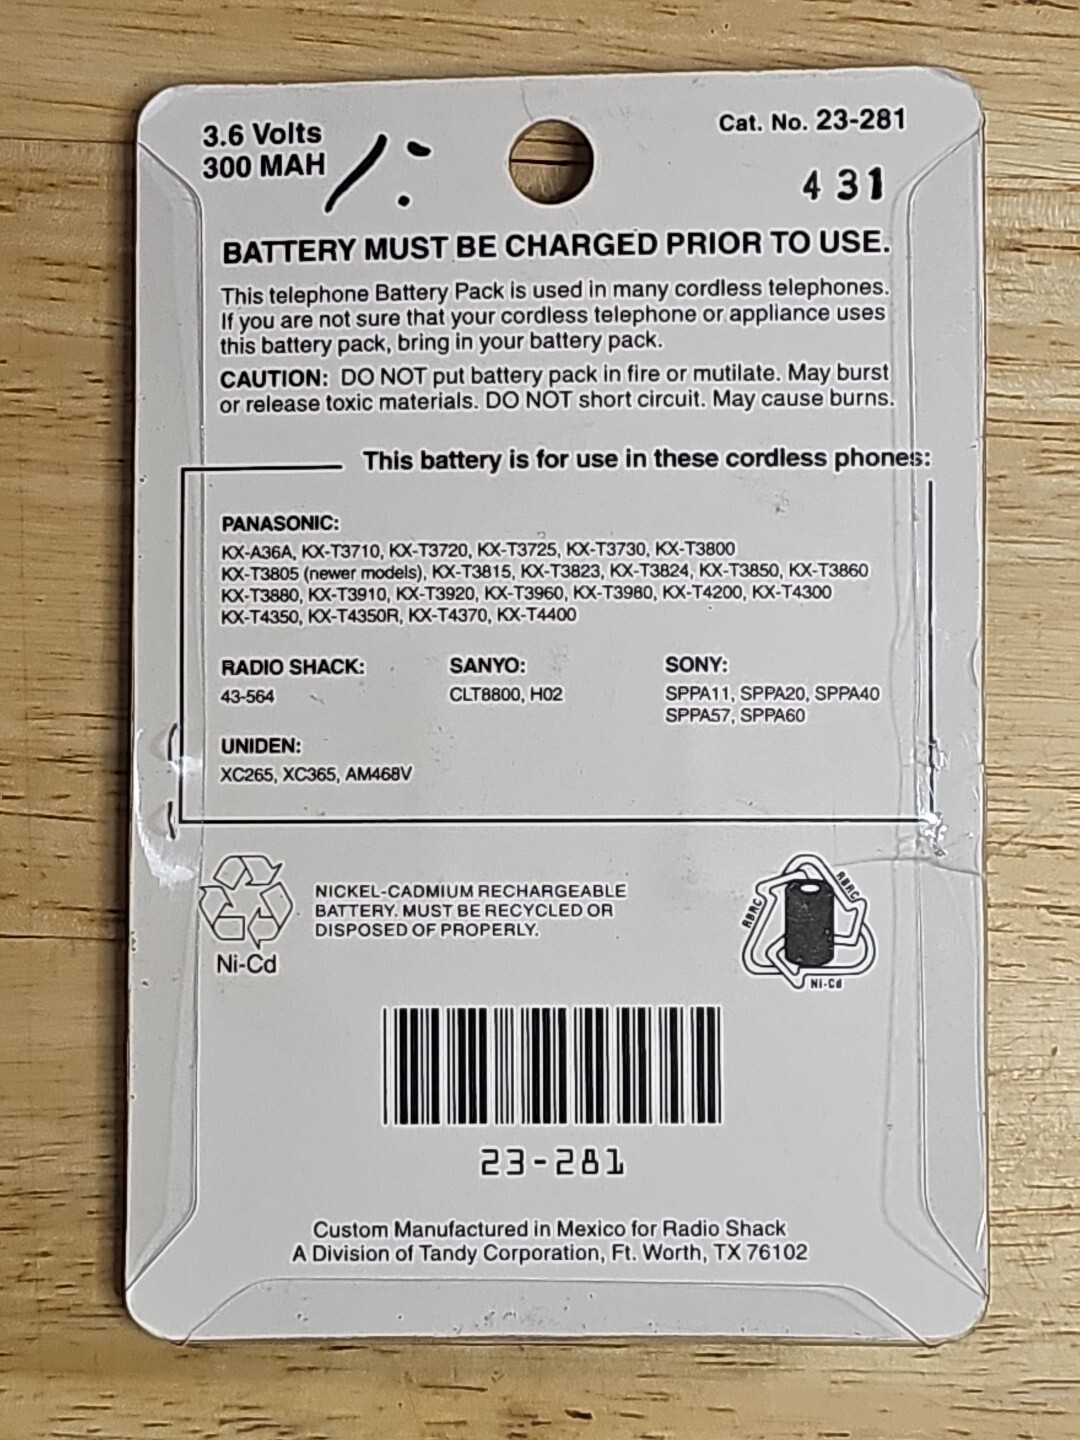 3.6 Volts
300 MAH
Cat. No. 23-281
431
BATTERY MUST BE CHARGED PRIOR TO USE.
This telephone Battery Pack is used in many cordless telephones.
If you are not sure that your cordless telephone or appliance uses
this battery pack, bring in your battery pack.
CAUTION: DO NOT put battery pack in fire or mutilate. May burst
or release toxic materials. DO NOT short circuit. May cause burns.
This battery is for use in these cordless phones:
PANASONIC:
KX-A36A, KX-T3710, KX-T3720, KX-T3725, KX-T3730, KX-T3800
KX-T3805 (newer models), KX-T3815, KX-T3823, KX-T3824, KX-T3850, KX-T3860
KX-T3880, KX-T3910, KX-T3920, KX-T3960, KX-T3980, KX-T4200, KX-T4300
KX-T4350, KX-T4350R, KX-T4370, KX-T4400
RADIO SHACK:
43-564
SANYO:
CLT8800, H02
SONY:
SPPA11, SPPA20, SPPA40
SPPA57, SPPA60
UNIDEN:
XC265, XC365, AM468V
Ni-Cd
NICKEL-CADMIUM RECHARGEABLE
BATTERY. MUST BE RECYCLED OR
DISPOSED OF PROPERLY.
RBRC
RBRC
Ni-Cd
23-281
Custom Manufactured in Mexico for Radio Shack
A Division of Tandy Corporation, Ft. Worth, TX 76102